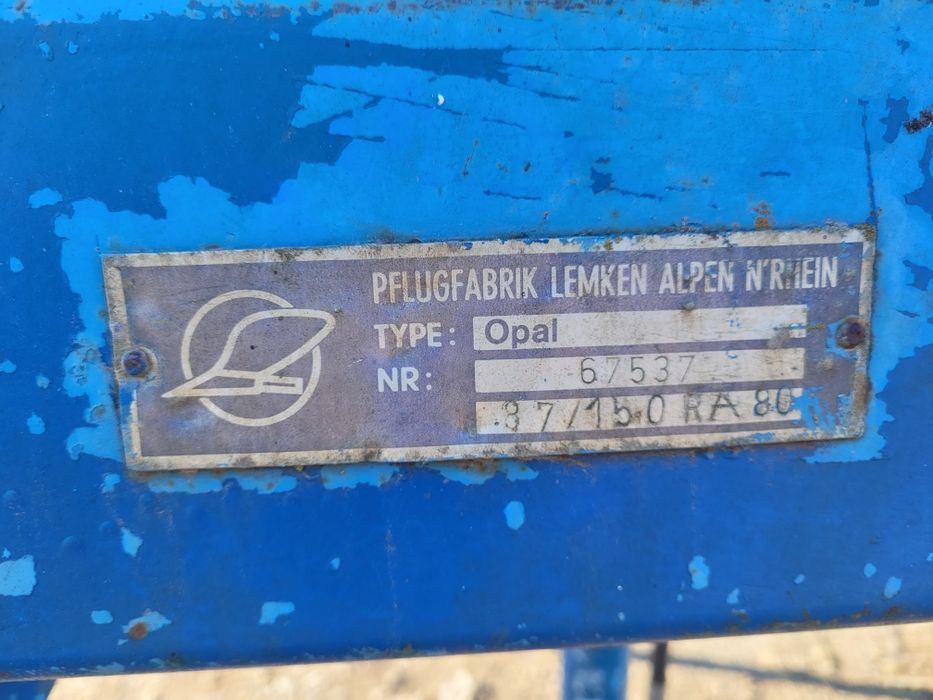 PFLUGFABRIK LEMKEN ALPEN N'RHEIN
TYPE: Opal
NR: 67537
87/150 RA 80